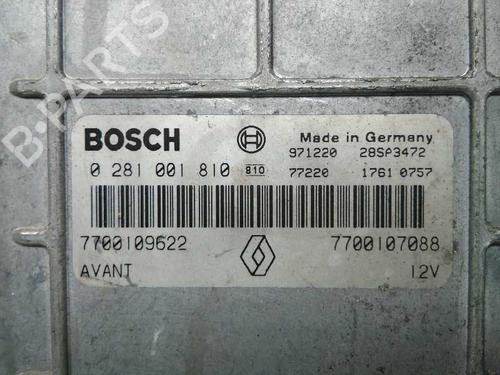 B-PARTS
BOSCH Made in Germany
971220 28SA3472
0 281 001 810 810 77220 1761 0757
7700109622 7700107088
AVANT 12V